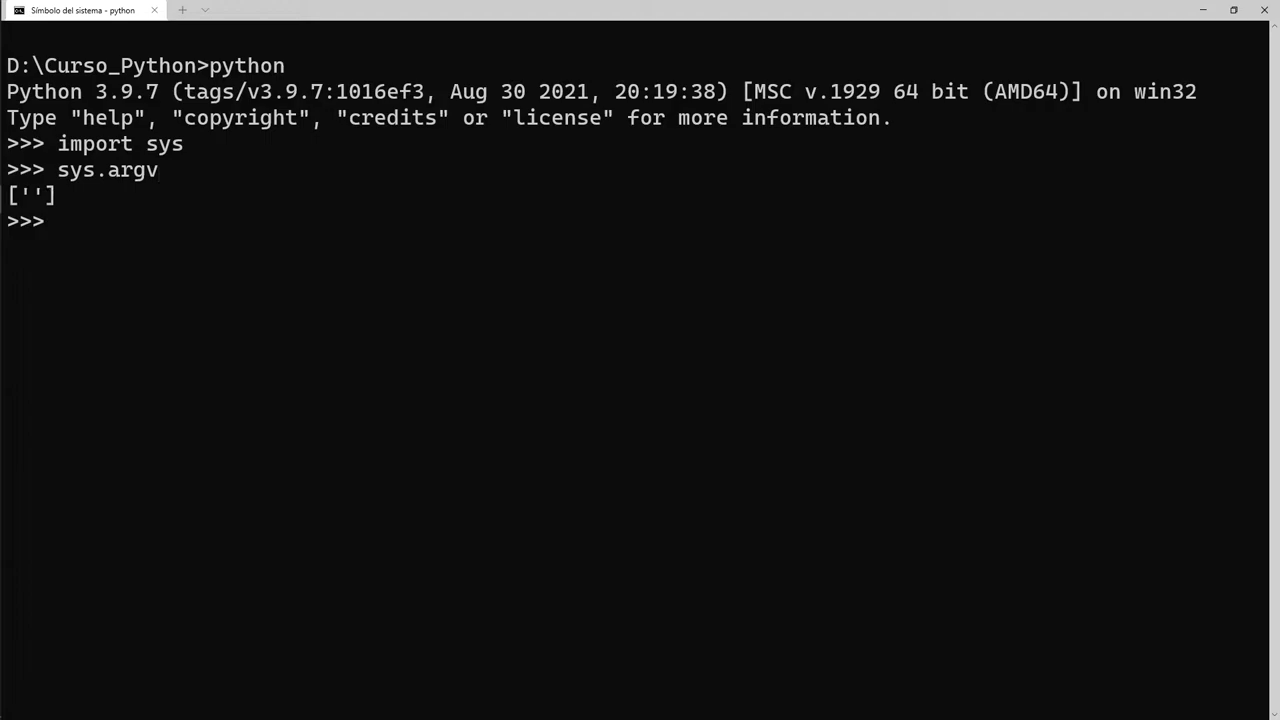 Símbolo del sistema - python
D:\Curso_Python>python
Python 3.9.7 (tags/v3.9.7:1016ef3, Aug 30 2021, 20:19:38) [MSC v.1929 64 bit (AMD64)] on win32
Type "help", "copyright", "credits" or "license" for more information.
>>> import sys
>>> sys.argv
['']
>>>